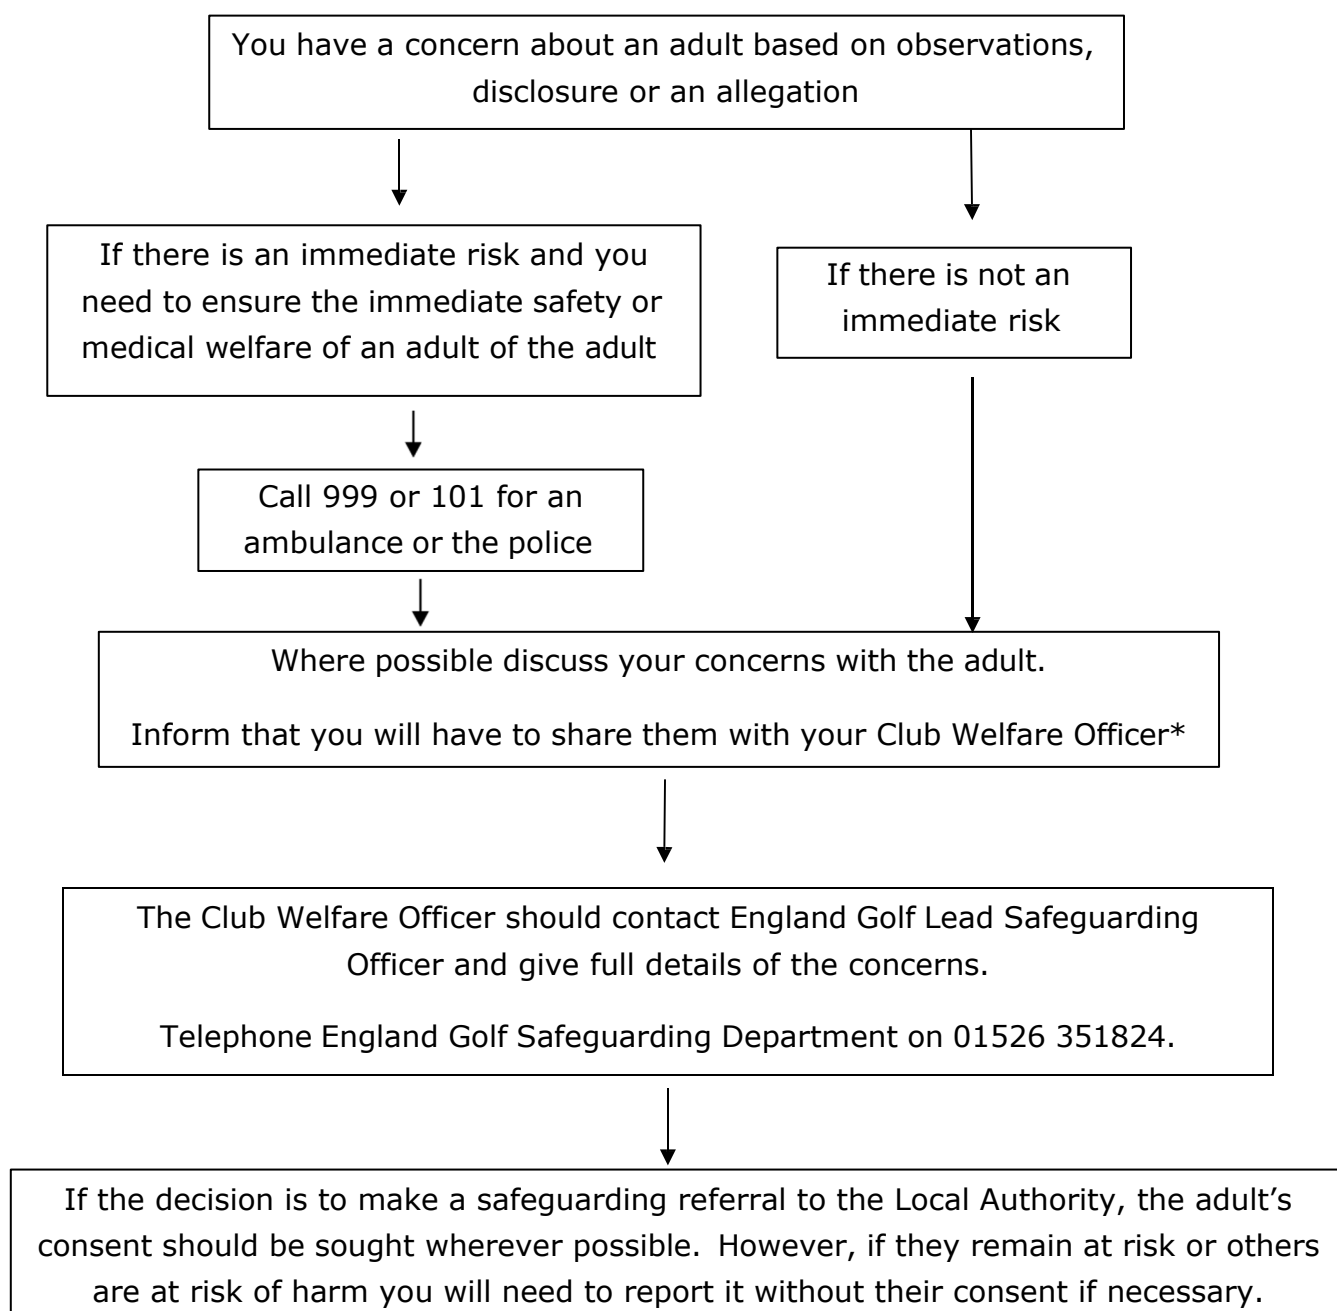 You have a concern about an adult based on observations,
disclosure or an allegation
If there is an immediate risk and you
need to ensure the immediate safety or
medical welfare of an adult of the adult
If there is not an
immediate risk
Call 999 or 101 for an
ambulance or the police
Where possible discuss your concerns with the adult.
Inform that you will have to share them with your Club Welfare Officer*
The Club Welfare Officer should contact England Golf Lead Safeguarding
Officer and give full details of the concerns.
Telephone England Golf Safeguarding Department on 01526 351824.
If the decision is to make a safeguarding referral to the Local Authority, the adult’s
consent should be sought wherever possible. However, if they remain at risk or others
are at risk of harm you will need to report it without their consent if necessary.